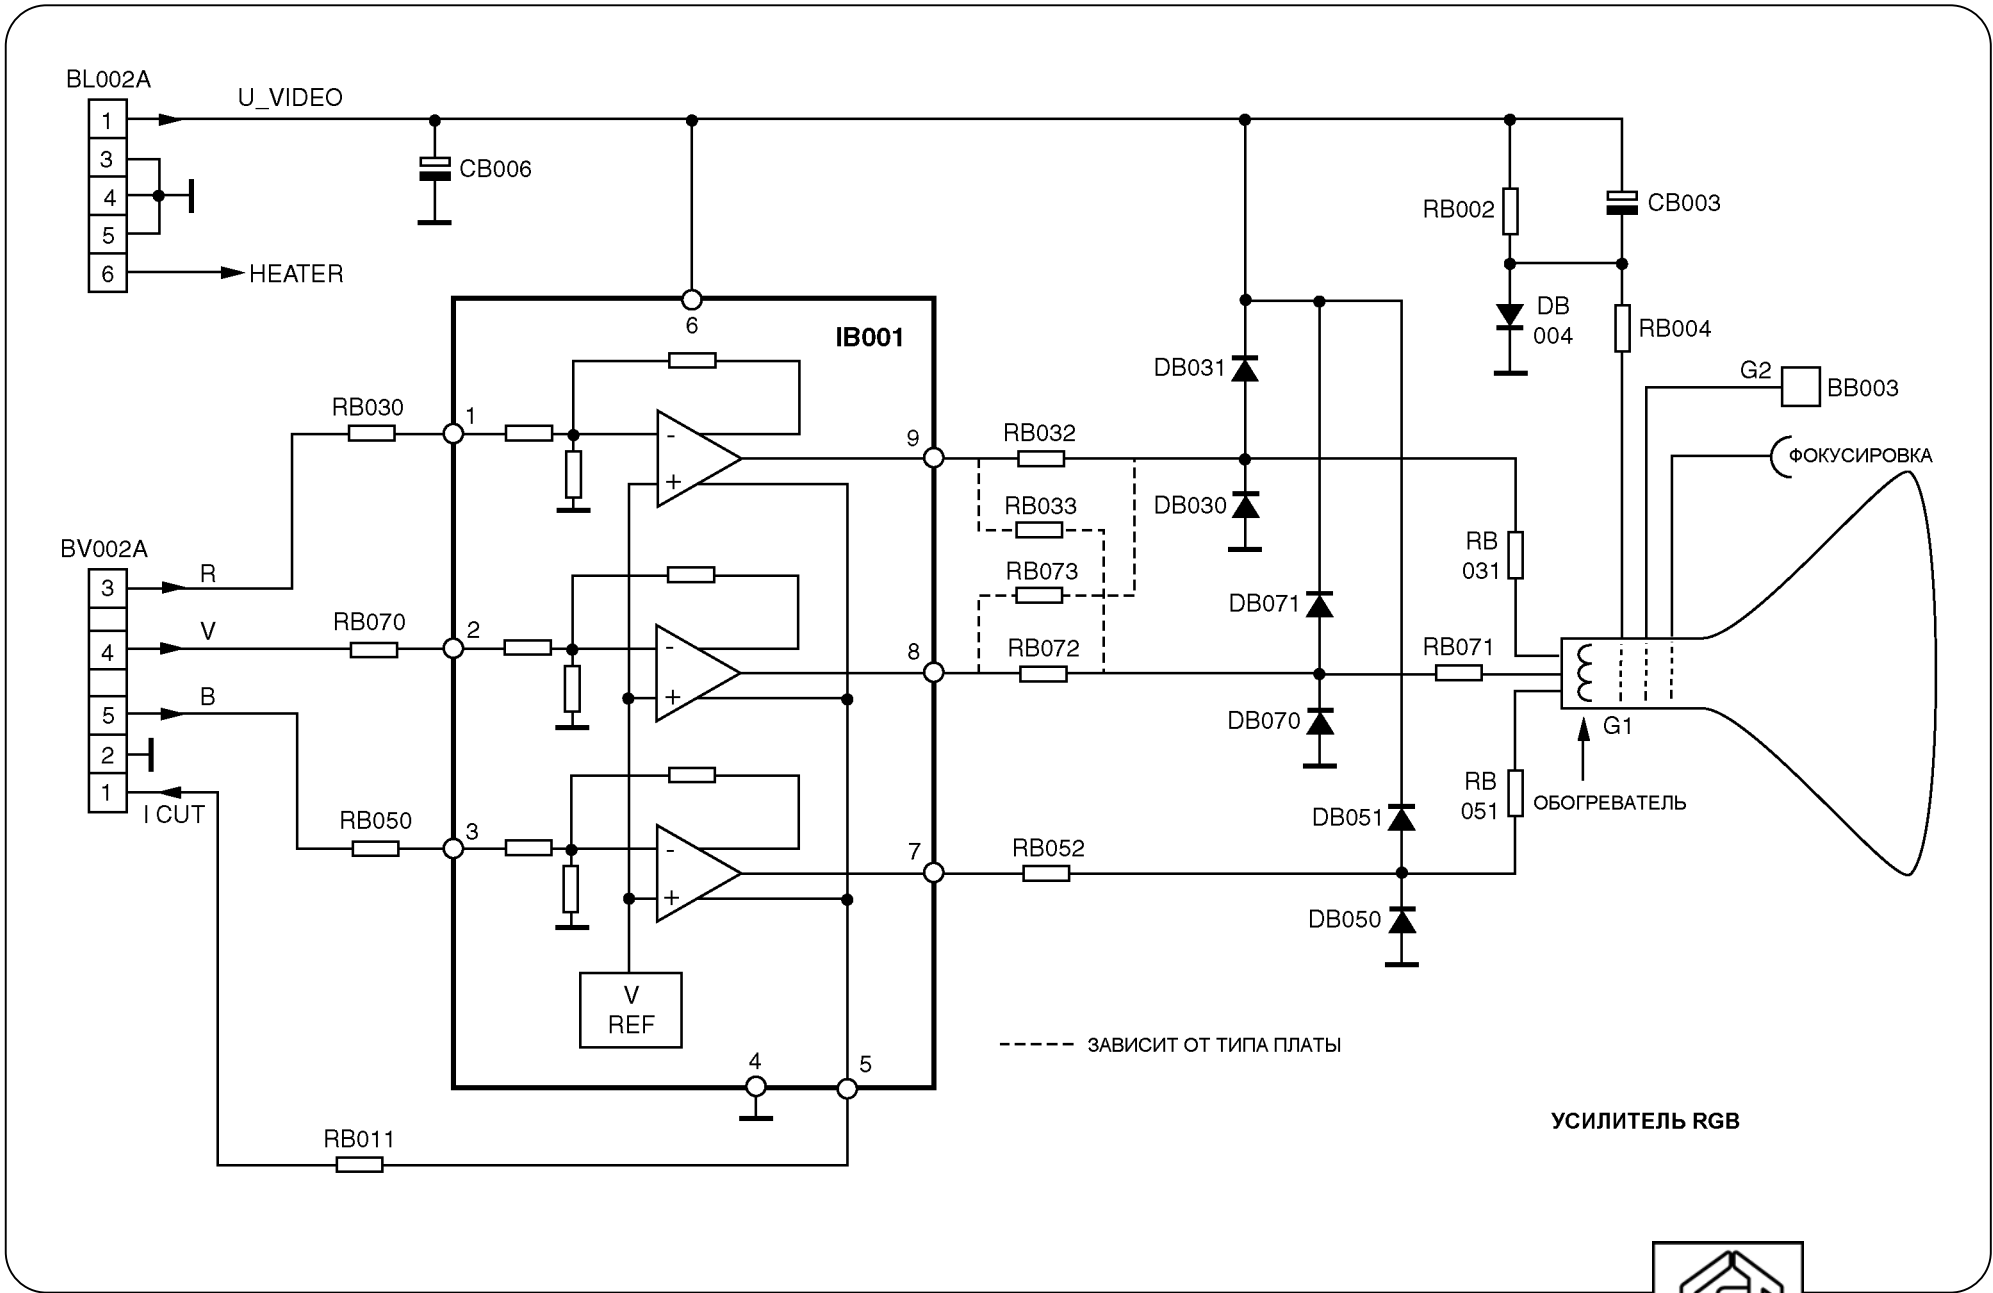 BL002A
1
3
4
5
6
U_VIDEO
HEATER
CB006
6
IB001
RB030
1
-
+
9
RB032
RB033
RB073
RB072
DB031
DB030
RB002
CB003
DB
004
RB004
G2
BB003
ФОКУСИРОВКА
BV002A
3
4
5
2
1
R
V
B
I CUT
RB070
2
-
+
8
DB071
DB070
RB
031
RB071
G1
ОБОГРЕВАТЕЛЬ
RB
051
RB050
3
-
+
7
RB052
DB051
DB050
V
REF
4
5
RB011
ЗАВИСИТ ОТ ТИПА ПЛАТЫ
УСИЛИТЕЛЬ RGB